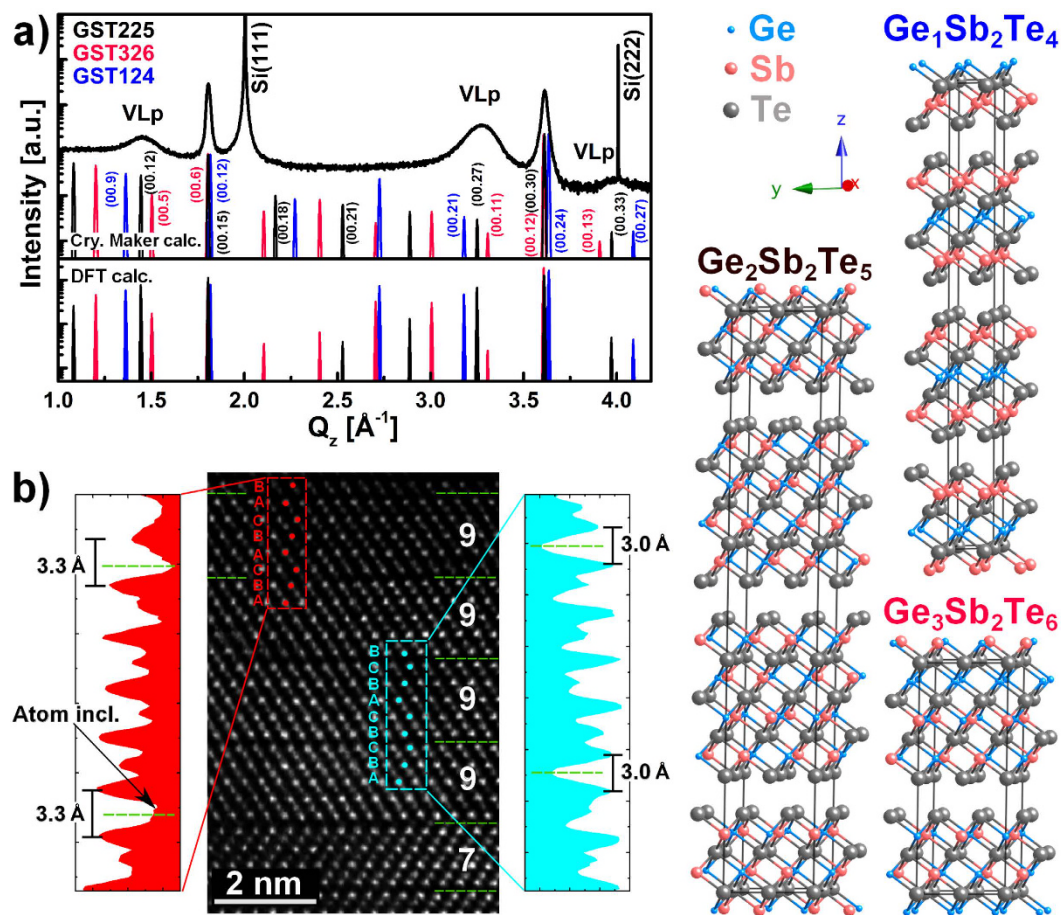 a)
GST225
GST326
GST124
VLp
Si(111)
VLp
VLp
Si(222)
(00.9)
(00.12)
(00.5)
(00.6)
(00.12)
(00.15)
(00.18)
(00.21)
(00.21)
(00.27)
(00.11)
(00.12)
(00.30)
(00.24)
(00.13)
(00.33)
(00.27)
Cry. Maker calc.
DFT calc.
Intensity [a.u.]
1.0 1.5 2.0 2.5 3.0 3.5 4.0
Qz [Å-1]
Ge
Sb
Te
z
y
x
Ge1Sb2Te4
Ge2Sb2Te5
Ge3Sb2Te6
b)
3.3 Å
Atom incl.
3.3 Å
B
A
C
B
A
C
B
A
B
C
B
A
C
B
C
B
A
9
9
9
9
7
2 nm
3.0 Å
3.0 Å